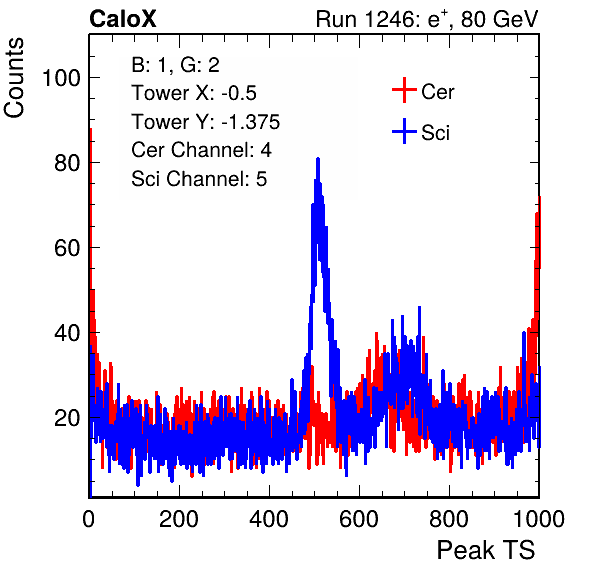 CaloX Run 1246: e⁺, 80 GeV
Counts
B: 1, G: 2
Tower X: -0.5
Tower Y: -1.375
Cer Channel: 4
Sci Channel: 5
Cer
Sci
100
80
60
40
20
0 200 400 600 800 1000
Peak TS